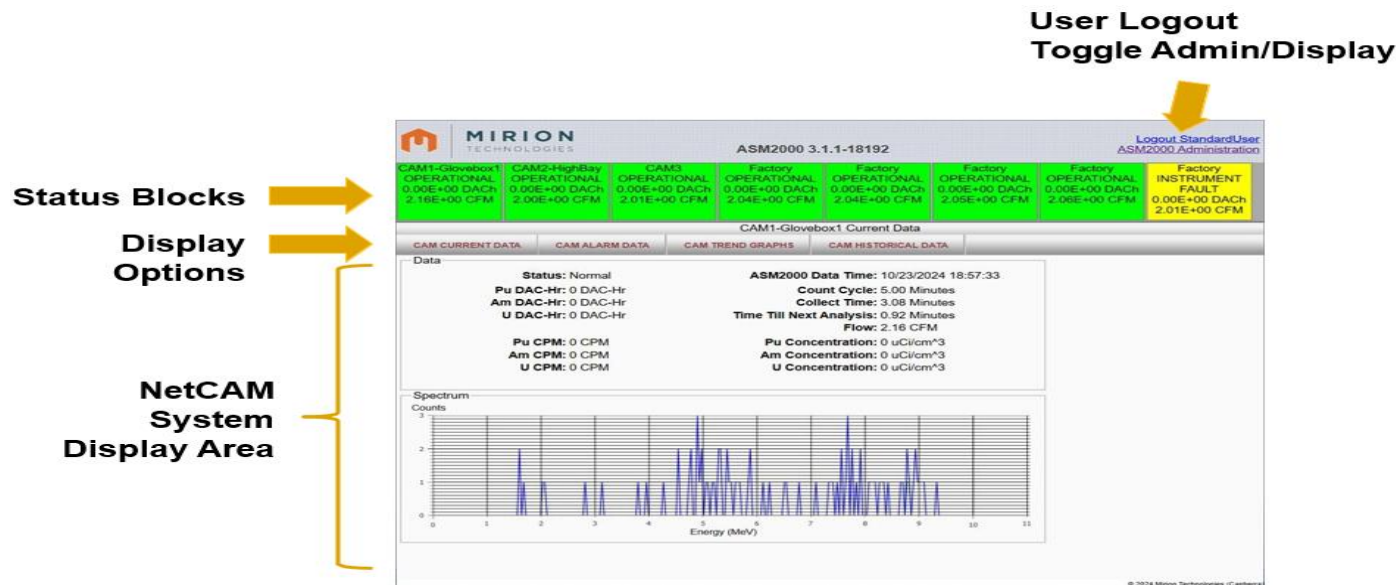 User Logout
Toggle Admin/Display
MIRION
TECHNOLOGIES
ASM2000 3.1.1-18192
Logout StandardUser
ASM2000 Administration
Status Blocks
CAM1-Glovebox1
OPERATIONAL
0.00E+00 DACh
2.16E+00 CFM
CAM2-HighBay
OPERATIONAL
0.00E+00 DACh
2.00E+00 CFM
CAM3
OPERATIONAL
0.00E+00 DACh
2.01E+00 CFM
Factory
OPERATIONAL
0.00E+00 DACh
2.04E+00 CFM
Factory
OPERATIONAL
0.00E+00 DACh
2.04E+00 CFM
Factory
OPERATIONAL
0.00E+00 DACh
2.05E+00 CFM
Factory
OPERATIONAL
0.00E+00 DACh
2.06E+00 CFM
Factory
INSTRUMENT
FAULT
0.00E+00 DACh
2.01E+00 CFM
CAM1-Glovebox1 Current Data
Display
Options
CAM CURRENT DATA CAM ALARM DATA CAM TREND GRAPHS CAM HISTORICAL DATA
Data
Status: Normal
Pu DAC-Hr: 0 DAC-Hr
Am DAC-Hr: 0 DAC-Hr
U DAC-Hr: 0 DAC-Hr
Pu CPM: 0 CPM
Am CPM: 0 CPM
U CPM: 0 CPM
ASM2000 Data Time: 10/23/2024 18:57:33
Count Cycle: 5.00 Minutes
Collect Time: 3.08 Minutes
Time Till Next Analysis: 0.92 Minutes
Flow: 2.16 CFM
Pu Concentration: 0 uCi/cm^3
Am Concentration: 0 uCi/cm^3
U Concentration: 0 uCi/cm^3
NetCAM
System
Display Area
Spectrum
Counts
3
2
1
0
0 1 2 3 4 5 6 7 8 9 10 11
Energy (MeV)
© 2024 Mirion Technologies (Canberra)